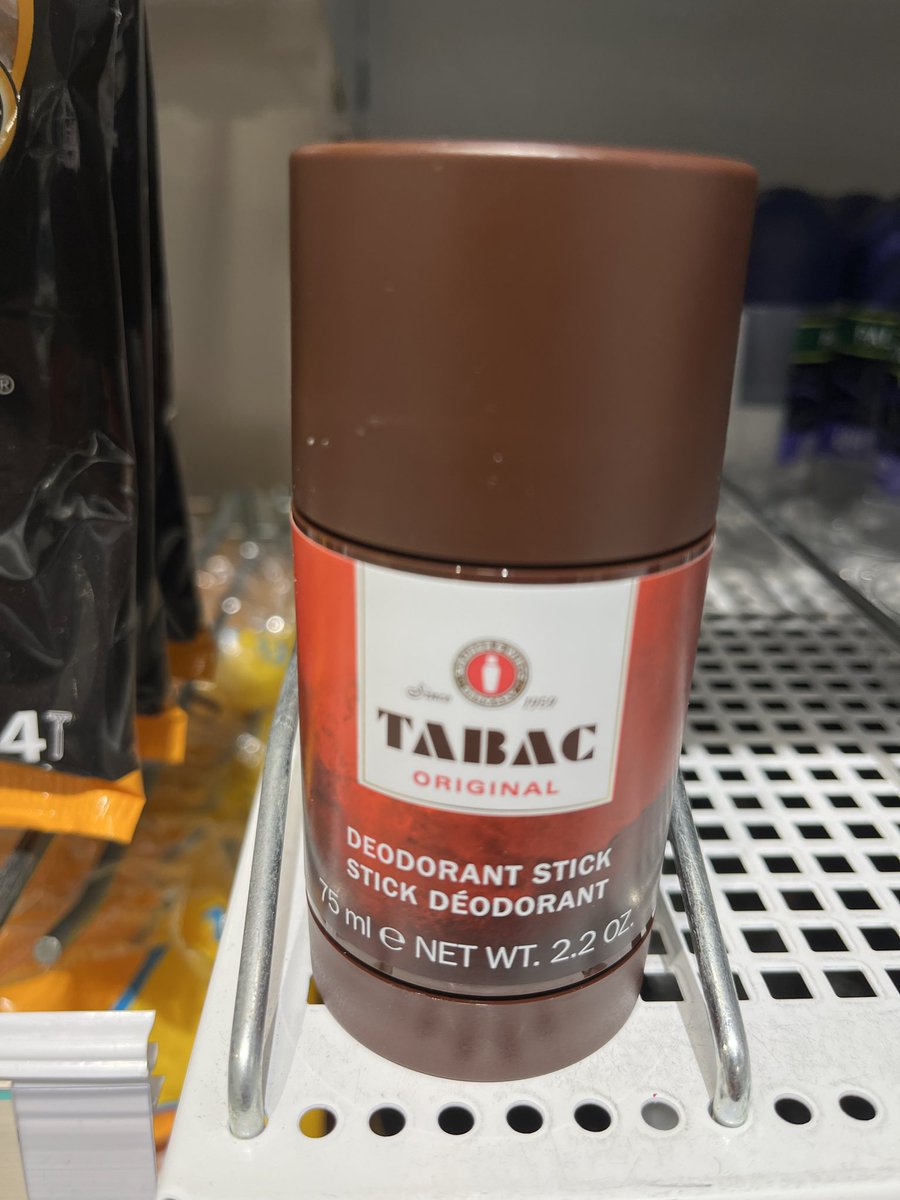 Since 1959
TABAC
ORIGINAL
DEODORANT STICK
STICK DÉODORANT
75 ml ℮ NET WT. 2.2 OZ.
®
4T